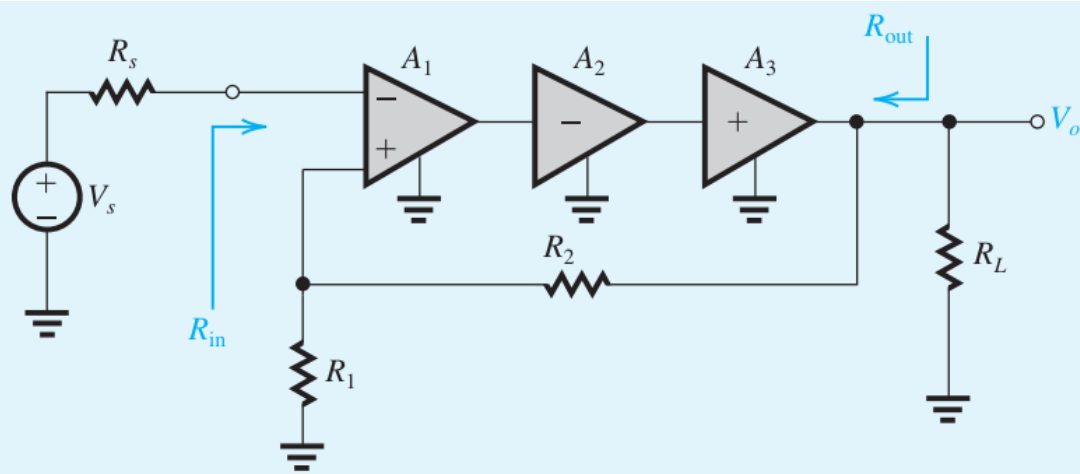 R_s
A_1
A_2
A_3
R_out
−
+
−
+
V_o
+
−
V_s
R_2
R_L
R_in
R_1